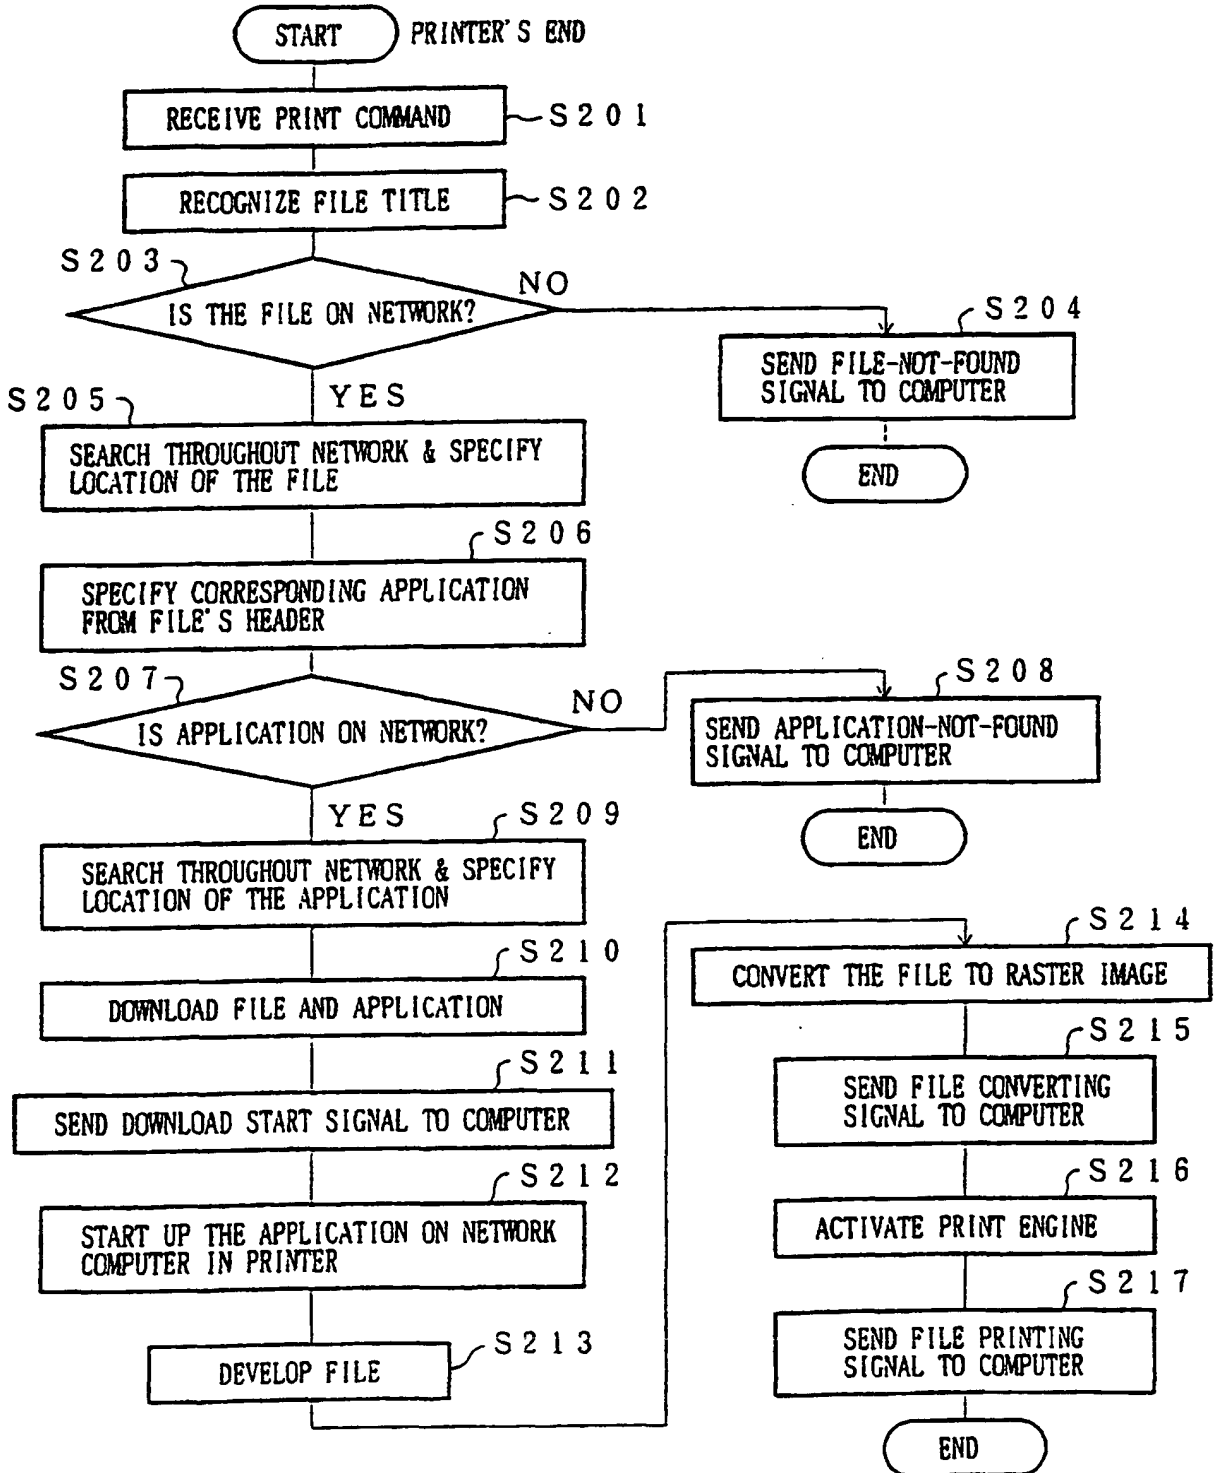 START
PRINTER'S END
RECEIVE PRINT COMMAND
S201
RECOGNIZE FILE TITLE
S202
S203
IS THE FILE ON NETWORK?
NO
S204
SEND FILE-NOT-FOUND
SIGNAL TO COMPUTER
END
YES
S205
SEARCH THROUGHOUT NETWORK & SPECIFY
LOCATION OF THE FILE
S206
SPECIFY CORRESPONDING APPLICATION
FROM FILE'S HEADER
S207
IS APPLICATION ON NETWORK?
NO
S208
SEND APPLICATION-NOT-FOUND
SIGNAL TO COMPUTER
END
YES
S209
SEARCH THROUGHOUT NETWORK & SPECIFY
LOCATION OF THE APPLICATION
S210
DOWNLOAD FILE AND APPLICATION
S211
SEND DOWNLOAD START SIGNAL TO COMPUTER
S212
START UP THE APPLICATION ON NETWORK
COMPUTER IN PRINTER
S213
DEVELOP FILE
S214
CONVERT THE FILE TO RASTER IMAGE
S215
SEND FILE CONVERTING
SIGNAL TO COMPUTER
S216
ACTIVATE PRINT ENGINE
S217
SEND FILE PRINTING
SIGNAL TO COMPUTER
END